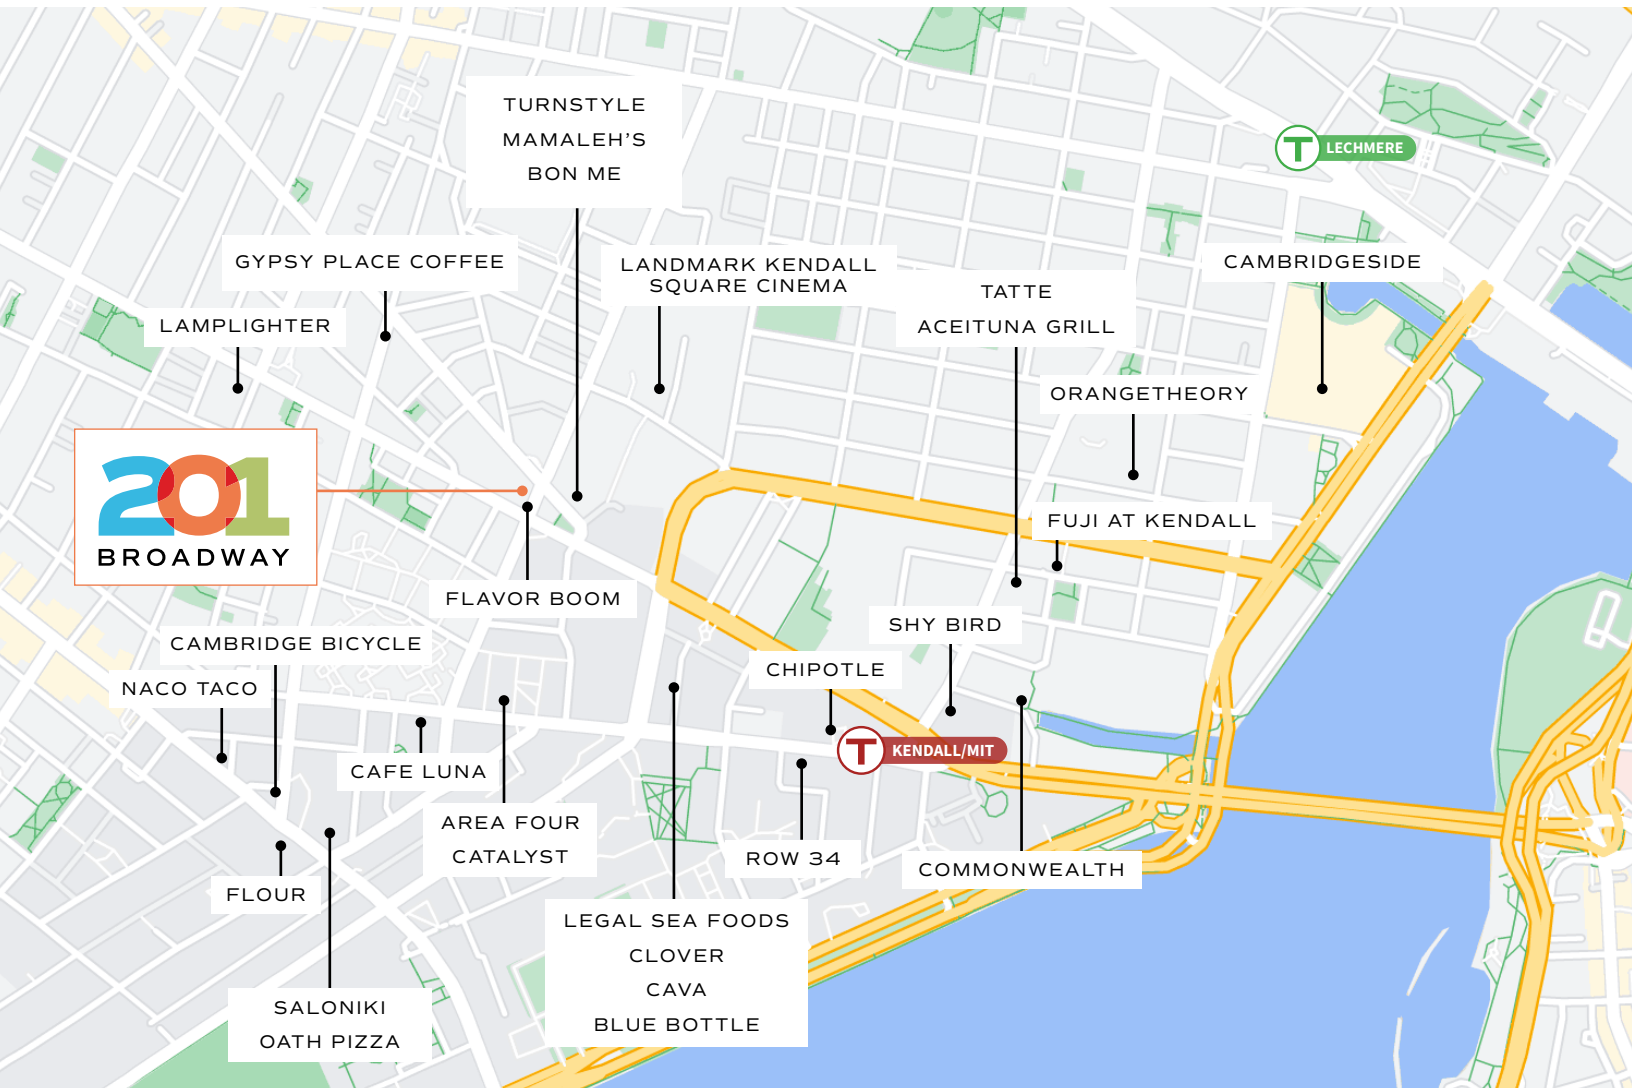 TURNSTYLE
MAMALEH'S
BON ME
T LECHMERE
GYPSY PLACE COFFEE
LANDMARK KENDALL
SQUARE CINEMA
CAMBRIDGESIDE
TATTE
ACEITUNA GRILL
LAMPLIGHTER
ORANGETHEORY
201
BROADWAY
FUJI AT KENDALL
FLAVOR BOOM
SHY BIRD
CAMBRIDGE BICYCLE
CHIPOTLE
NACO TACO
T KENDALL/MIT
CAFE LUNA
AREA FOUR
CATALYST
ROW 34
COMMONWEALTH
FLOUR
LEGAL SEA FOODS
CLOVER
CAVA
BLUE BOTTLE
SALONIKI
OATH PIZZA